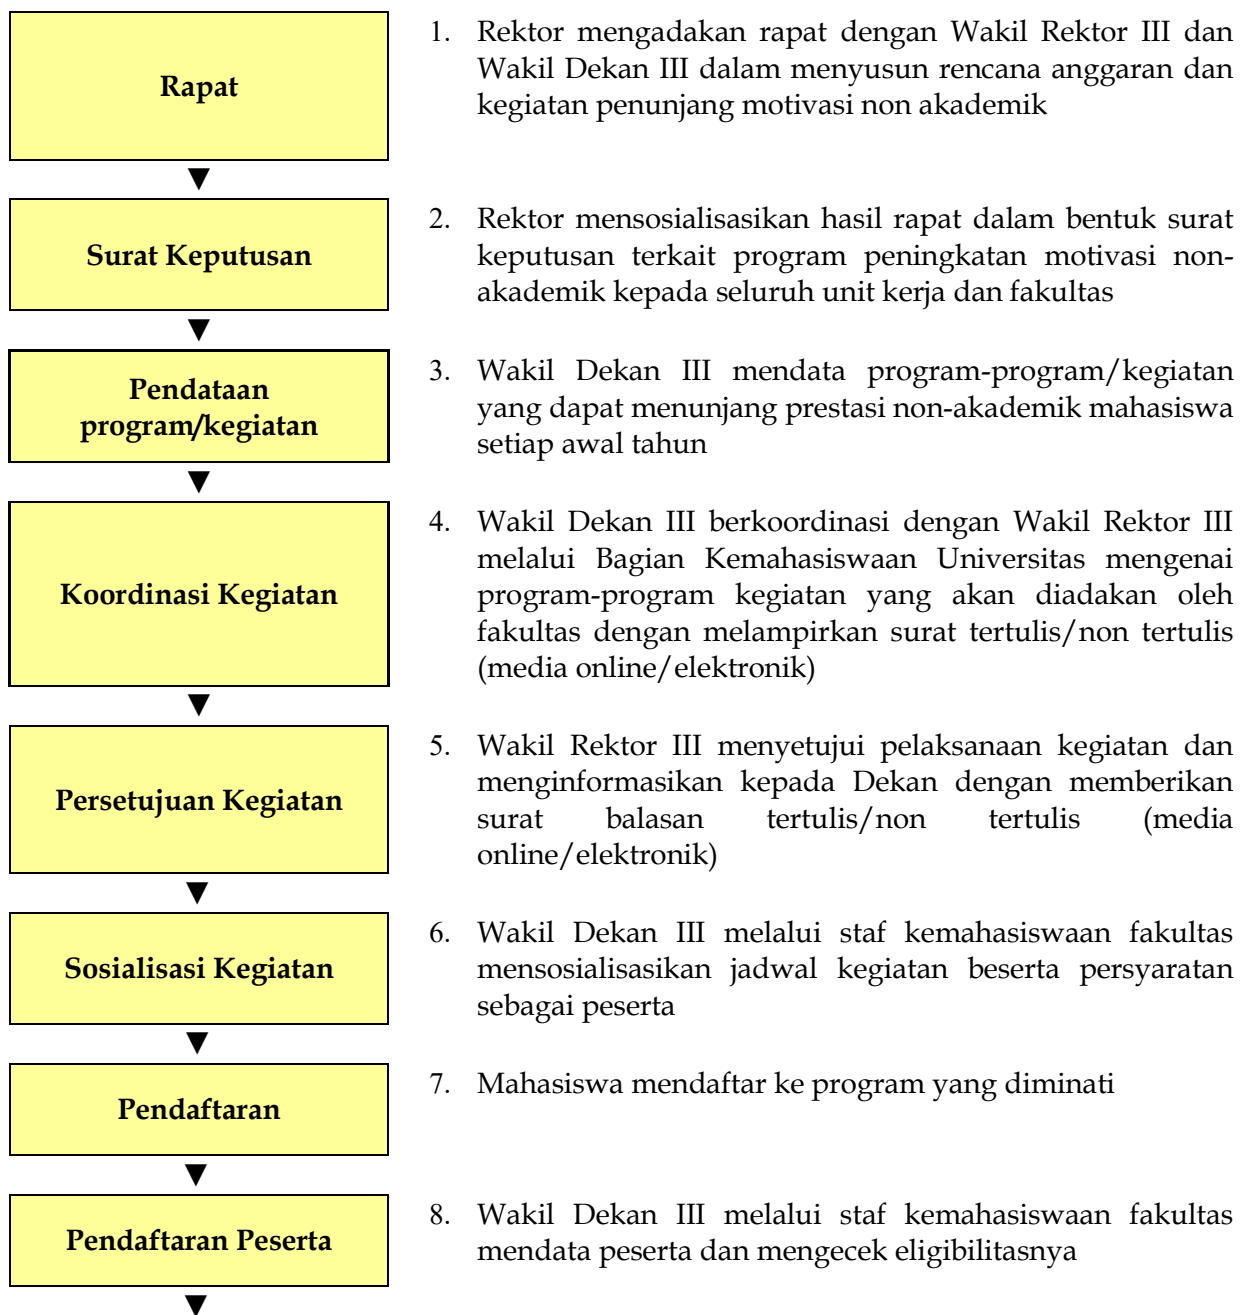 Rapat
1. Rektor mengadakan rapat dengan Wakil Rektor III dan
Wakil Dekan III dalam menyusun rencana anggaran dan
kegiatan penunjang motivasi non akademik
Surat Keputusan
2. Rektor mensosialisasikan hasil rapat dalam bentuk surat
keputusan terkait program peningkatan motivasi non-
akademik kepada seluruh unit kerja dan fakultas
Pendataan
program/kegiatan
3. Wakil Dekan III mendata program-program/kegiatan
yang dapat menunjang prestasi non-akademik mahasiswa
setiap awal tahun
Koordinasi Kegiatan
4. Wakil Dekan III berkoordinasi dengan Wakil Rektor III
melalui Bagian Kemahasiswaan Universitas mengenai
program-program kegiatan yang akan diadakan oleh
fakultas dengan melampirkan surat tertulis/non tertulis
(media online/elektronik)
Persetujuan Kegiatan
5. Wakil Rektor III menyetujui pelaksanaan kegiatan dan
menginformasikan kepada Dekan dengan memberikan
surat balasan tertulis/non tertulis (media
online/elektronik)
Sosialisasi Kegiatan
6. Wakil Dekan III melalui staf kemahasiswaan fakultas
mensosialisasikan jadwal kegiatan beserta persyaratan
sebagai peserta
Pendaftaran
7. Mahasiswa mendaftar ke program yang diminati
Pendaftaran Peserta
8. Wakil Dekan III melalui staf kemahasiswaan fakultas
mendata peserta dan mengecek eligibilitasnya